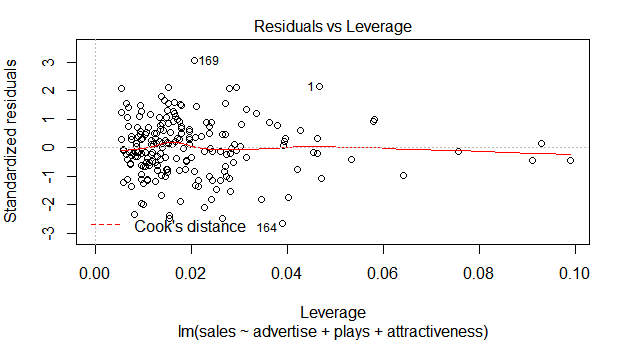 Residuals vs Leverage
Standardized residuals
3
2
1
0
-1
-2
-3
169
1
164
Cook's distance
0.00 0.02 0.04 0.06 0.08 0.10
Leverage
lm(sales ~ advertise + plays + attractiveness)